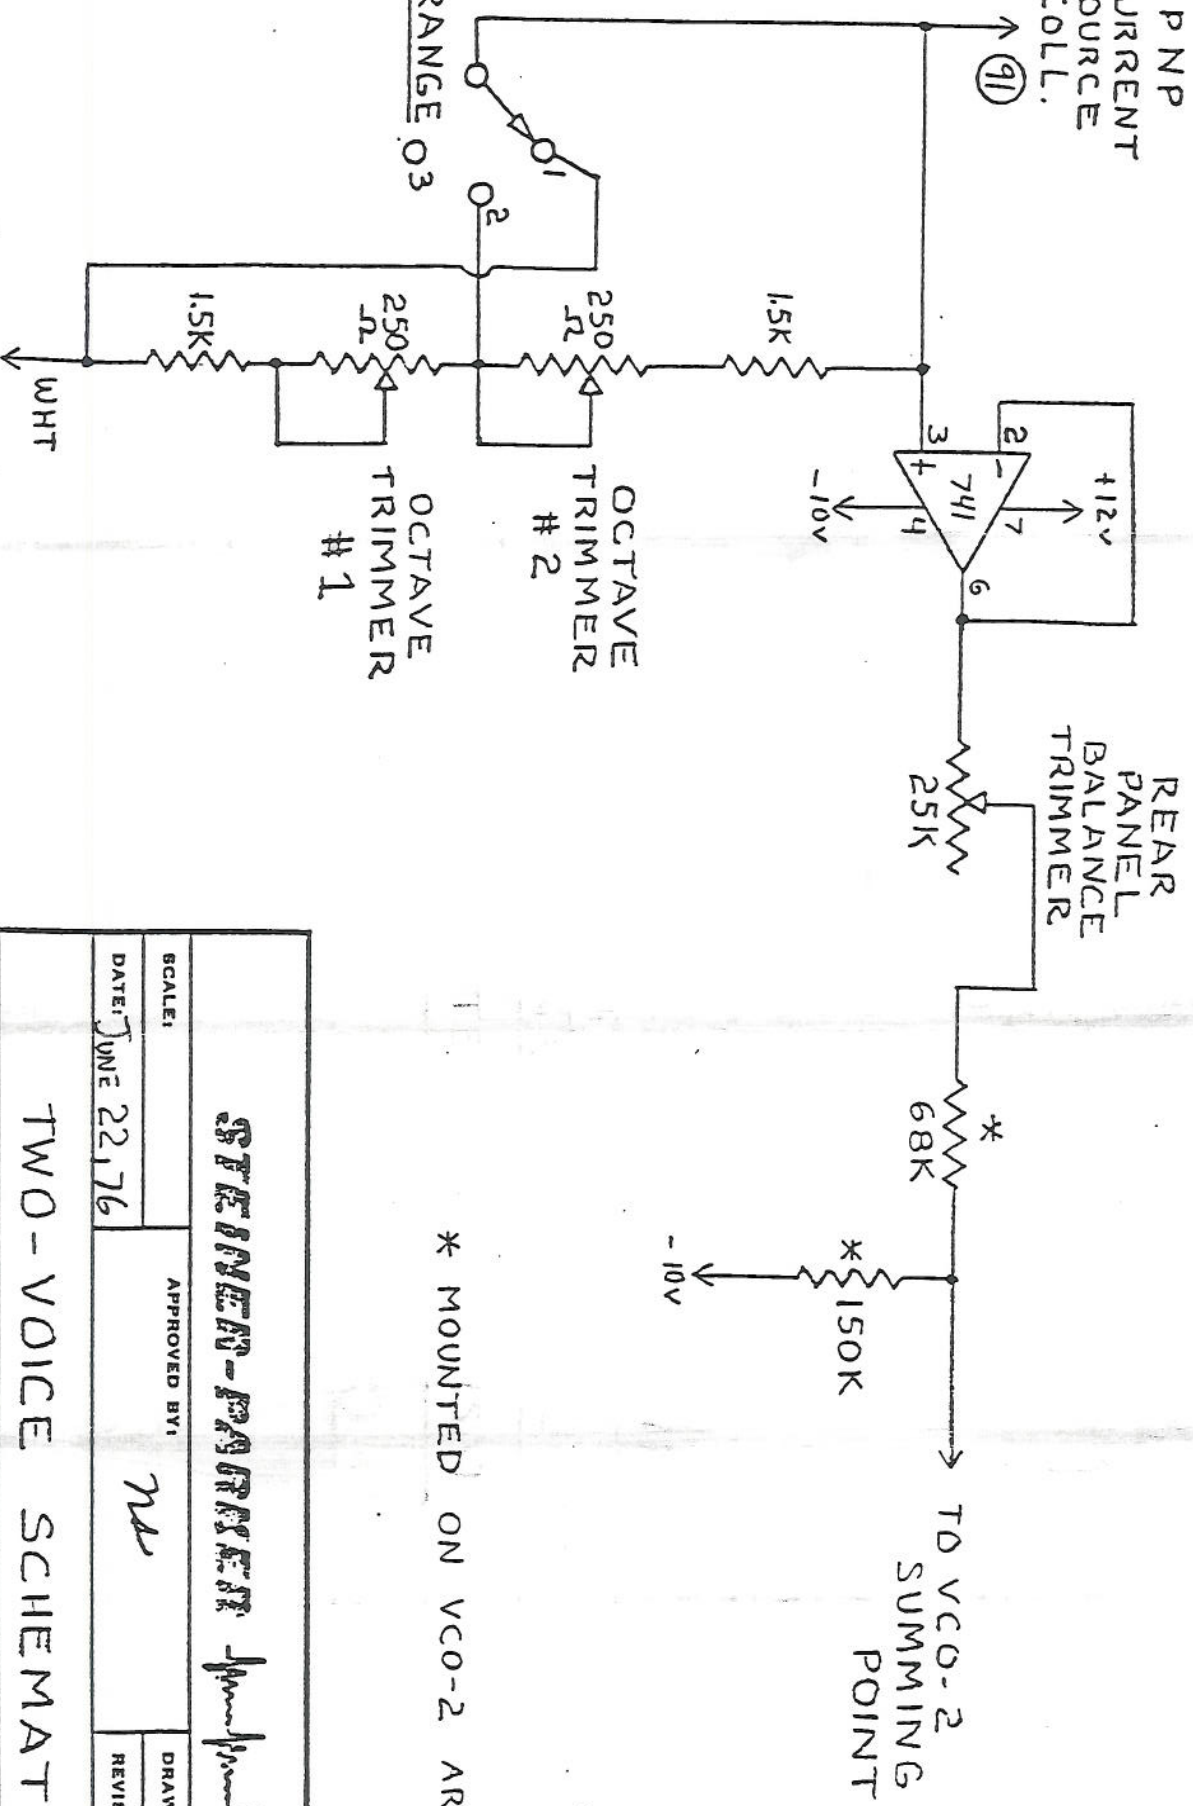 PNP
URRENT
OURCE
COLL.
91
RANGE 03
1
2
1.5K
250
Ω
250
Ω
1.5K
WHT
OCTAVE
TRIMMER
#2
OCTAVE
TRIMMER
#1
3
2
+
-
741
4
7
6
-10V
+12V
REAR
PANEL
BALANCE
TRIMMER
25K
*
68K
*
150K
-10V
TO VCO-2
SUMMING
POINT
* MOUNTED ON VCO-2 AR
STEINER-PARKER
SCALE:
APPROVED BY:
DRAW
DATE: JUNE 22, 76
REVIS
TWO-VOICE SCHEMAT